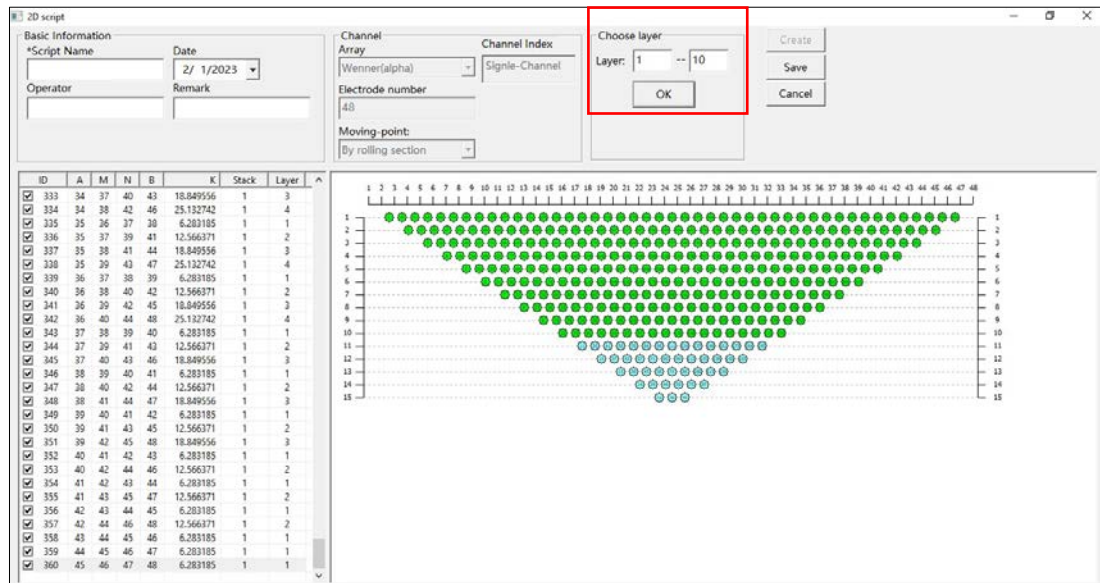 2D script
Basic Information
*Script Name Date
2/ 1/2023
Operator Remark
Channel
Array Channel Index
Wenner(alpha) Signle-Channel
Electrode number
48
Moving-point:
By rolling section
Choose layer
Layer: 1 -- 10
OK
Create
Save
Cancel
ID A M N B K Stack Layer
333 34 37 40 43 18.849556 1 3
334 34 38 42 46 25.132742 1 4
335 35 36 37 38 6.283185 1 1
336 35 37 39 41 12.566371 1 2
337 35 38 41 44 18.849556 1 3
338 35 39 43 47 25.132742 1 4
339 36 37 38 39 6.283185 1 1
340 36 38 40 42 12.566371 1 2
341 36 39 42 45 18.849556 1 3
342 36 40 44 48 25.132742 1 4
343 37 38 39 40 6.283185 1 1
344 37 39 41 43 12.566371 1 2
345 37 40 43 46 18.849556 1 3
346 38 39 40 41 6.283185 1 1
347 38 40 42 44 12.566371 1 2
348 38 41 44 47 18.849556 1 3
349 39 40 41 42 6.283185 1 1
350 39 41 43 45 12.566371 1 2
351 39 42 45 48 18.849556 1 3
352 40 41 42 43 6.283185 1 1
353 40 42 44 46 12.566371 1 2
354 41 42 43 44 6.283185 1 1
355 41 43 45 47 12.566371 1 2
356 42 43 44 45 6.283185 1 1
357 42 44 46 48 12.566371 1 2
358 43 44 45 46 6.283185 1 1
359 44 45 46 47 6.283185 1 1
360 45 46 47 48 6.283185 1 1
1 2 3 4 5 6 7 8 9 10 11 12 13 14 15 16 17 18 19 20 21 22 23 24 25 26 27 28 29 30 31 32 33 34 35 36 37 38 39 40 41 42 43 44 45 46 47 48
1 1
2 2
3 3
4 4
5 5
6 6
7 7
8 8
9 9
10 10
11 11
12 12
13 13
14 14
15 15